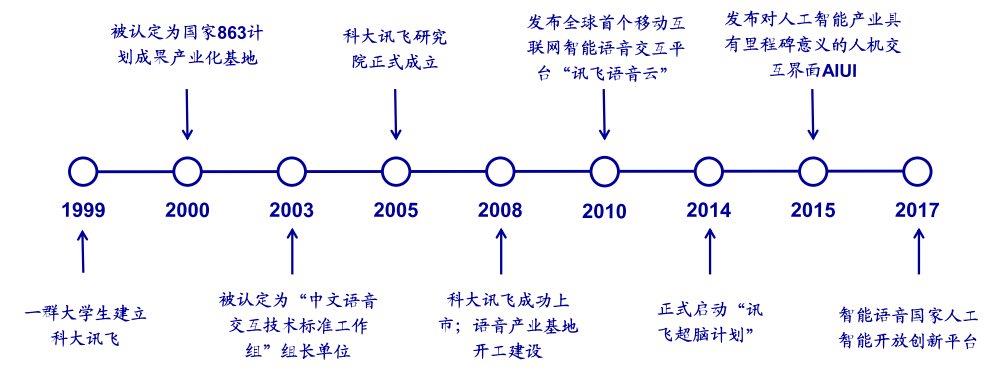 被认定为国家863计
划成果产业化基地
科大讯飞研究
院正式成立
发布全球首个移动互
联网智能语音交互平
台“讯飞语音云”
发布对人工智能产业具
有里程碑意义的人机交
互界面AIUI
1999
2000
2003
2005
2008
2010
2014
2015
2017
一群大学生建立
科大讯飞
被认定为“中文语音
交互技术标准工作
组”组长单位
科大讯飞成功上
市；语音产业基地
开工建设
正式启动“讯
飞超脑计划”
智能语音国家人工
智能开放创新平台